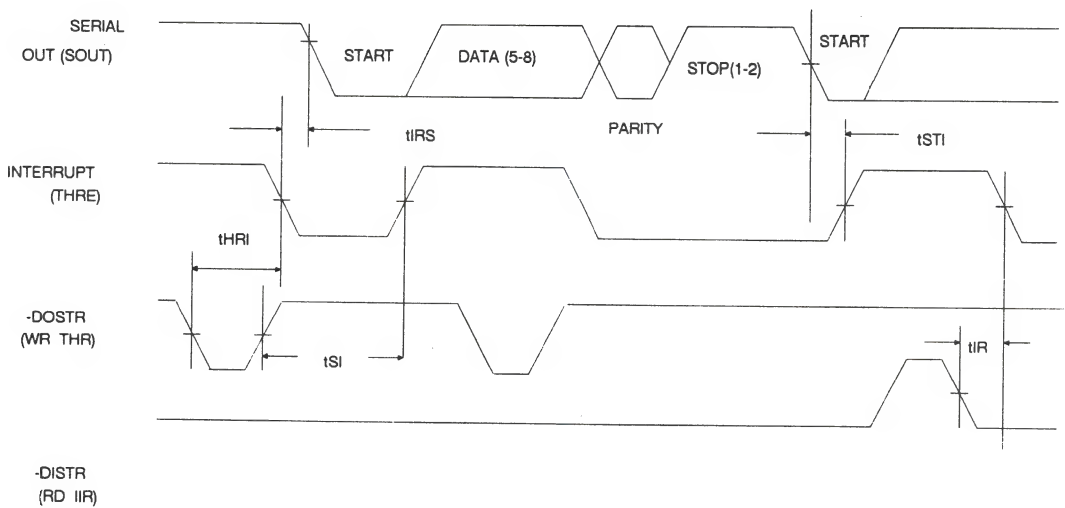 SERIAL
OUT (SOUT)
START
DATA (5-8)
STOP(1-2)
START
tIRS
PARITY
tSTI
INTERRUPT
(THRE)
tHRI
-DOSTR
(WR THR)
tSI
tIR
-DISTR
(RD IIR)